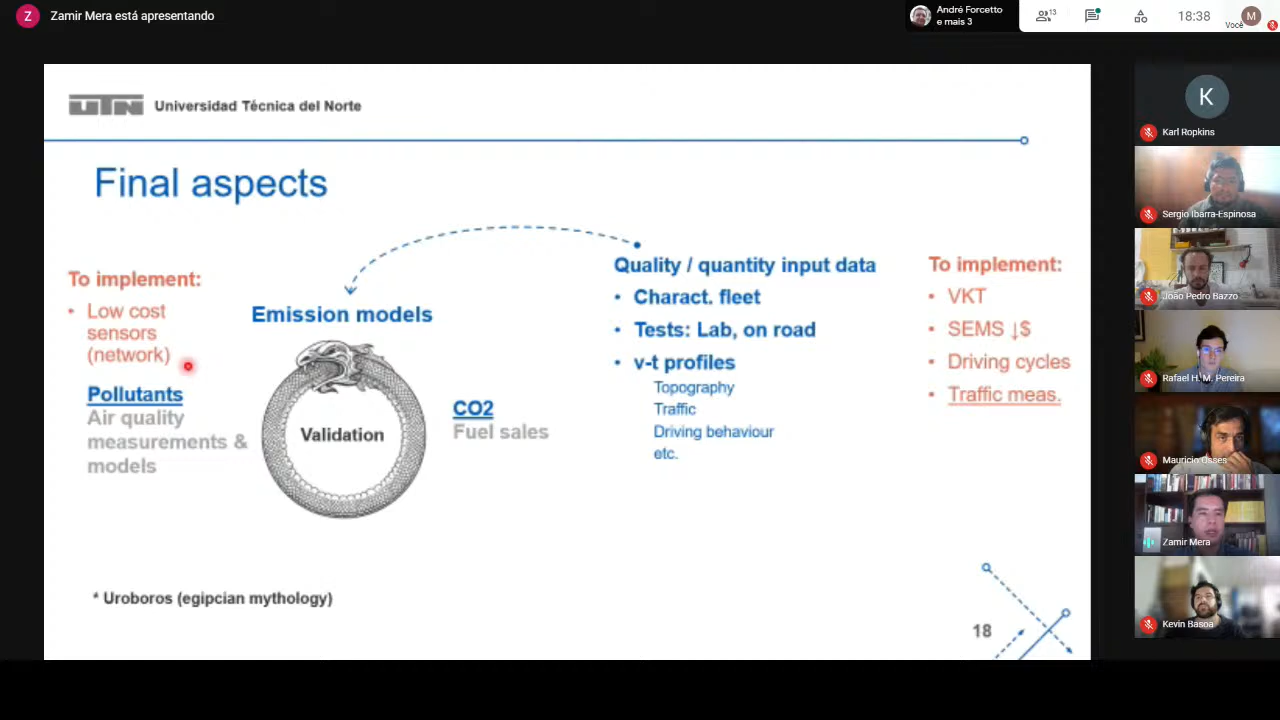 Z
Zamir Mera está apresentando
André Forcetto
e mais 3
13
18:38
Você
M
UTN
Universidad Técnica del Norte
Final aspects
To implement:
• Low cost
sensors
(network)
Pollutants
Air quality
measurements &
models
Emission models
Validation
CO2
Fuel sales
Quality / quantity input data
• Charact. fleet
• Tests: Lab, on road
• v-t profiles
Topography
Traffic
Driving behaviour
etc.
To implement:
• VKT
• SEMS ↓$
• Driving cycles
• Traffic meas.
* Uroboros (egipcian mythology)
18
K
Karl Ropkins
Sergio Ibarra-Espinosa
João Pedro Bazzo
Rafael H. M. Pereira
Mauricio Osses
Zamir Mera
Kevin Basoa